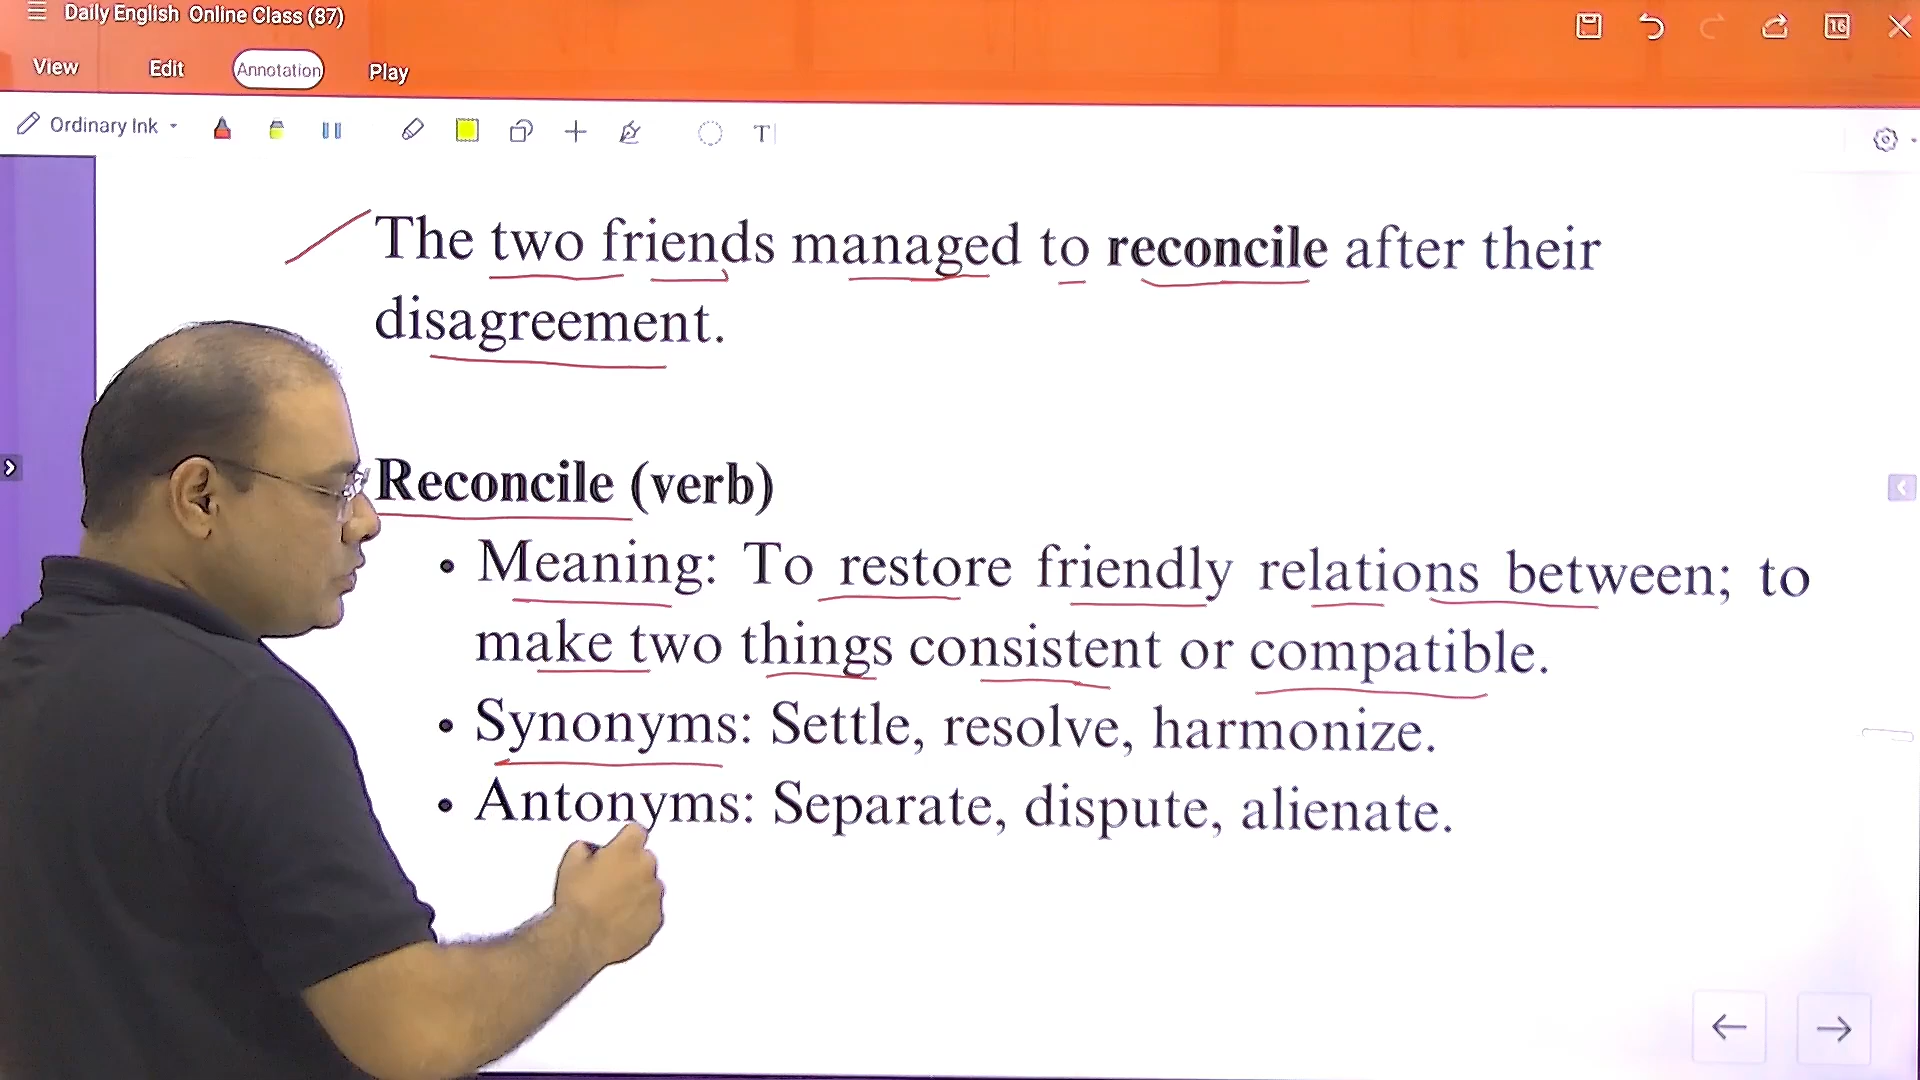 Daily English Online Class (87)
16
View Edit Annotation Play
Ordinary Ink
T
The two friends managed to reconcile after their
disagreement.
Reconcile (verb)
• Meaning: To restore friendly relations between; to
make two things consistent or compatible.
• Synonyms: Settle, resolve, harmonize.
• Antonyms: Separate, dispute, alienate.